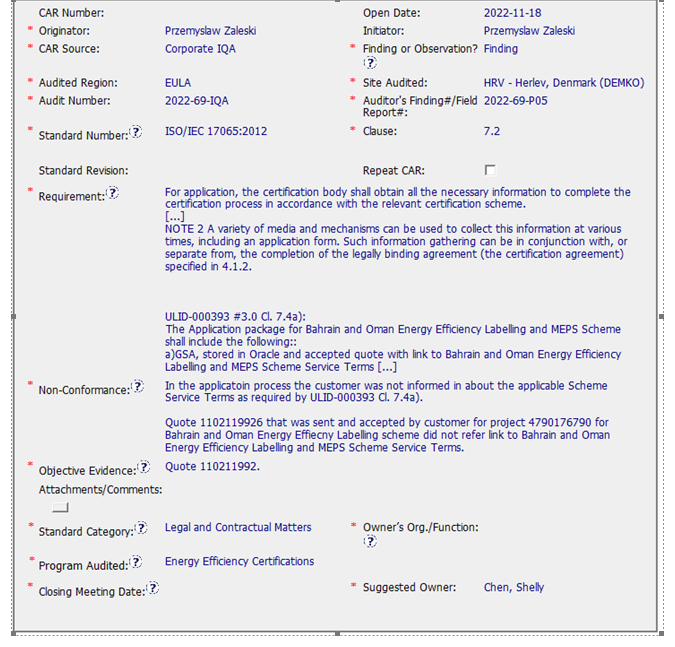 CAR Number: Open Date: 2022-11-18
* Originator: Przemyslaw Zaleski Initiator: Przemyslaw Zaleski
* CAR Source: Corporate IQA * Finding or Observation? Finding
?
* Audited Region: EULA * Site Audited: HRV - Herlev, Denmark (DEMKO)
* Audit Number: 2022-69-IQA * Auditor's Finding#/Field 2022-69-P05
Report#:
* Standard Number: ? ISO/IEC 17065:2012 * Clause: 7.2
Standard Revision: Repeat CAR:
* Requirement: ? For application, the certification body shall obtain all the necessary information to complete the
certification process in accordance with the relevant certification scheme.
[...]
NOTE 2 A variety of media and mechanisms can be used to collect this information at various
times, including an application form. Such information gathering can be in conjunction with, or
separate from, the completion of the legally binding agreement (the certification agreement)
specified in 4.1.2.
ULID-000393 #3.0 Cl. 7.4a):
The Application package for Bahrain and Oman Energy Efficiency Labelling and MEPS Scheme
shall include the following::
a)GSA, stored in Oracle and accepted quote with link to Bahrain and Oman Energy Efficiency
Labelling and MEPS Scheme Service Terms [...]
* Non-Conformance: ? In the applicatoin process the customer was not informed in about the applicable Scheme
Service Terms as required by ULID-000393 Cl. 7.4a).
Quote 1102119926 that was sent and accepted by customer for project 4790176790 for
Bahrain and Oman Energy Effiecny Labelling scheme did not refer link to Bahrain and Oman
Energy Efficiency Labelling and MEPS Scheme Service Terms.
* Objective Evidence: ? Quote 110211992.
Attachments/Comments:
* Standard Category: ? Legal and Contractual Matters * Owner's Org./Function:
?
* Program Audited: ? Energy Efficiency Certifications
* Closing Meeting Date: ? * Suggested Owner: Chen, Shelly